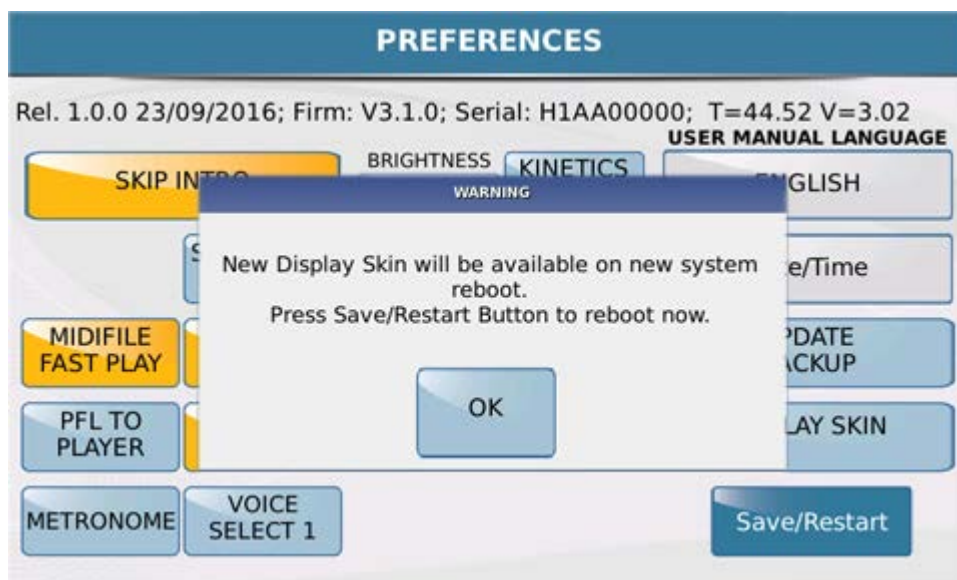 PREFERENCES
Rel. 1.0.0 23/09/2016; Firm: V3.1.0; Serial: H1AA00000; T=44.52 V=3.02
USER MANUAL LANGUAGE
SKIP
BRIGHTNESS
KINETICS
WARNING
New Display Skin will be available on new system
reboot.
Press Save/Restart Button to reboot now.
OK
MIDIFILE
FAST PLAY
PFL TO
PLAYER
SKIN
METRONOME
VOICE
SELECT 1
Save/Restart